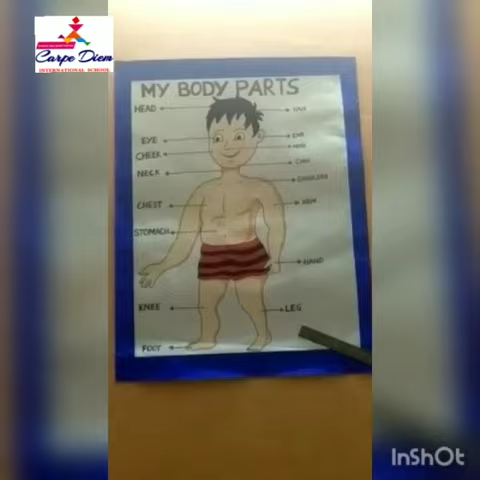 Carpe Diem
INTERNATIONAL SCHOOL
MY BODY PARTS
HEAD
HAIR
EYE
EAR
CHEEK
NECK
CHIN
SHOULDER
CHEST
ARM
STOMACH
HAND
KNEE
LEG
FOOT
InShOt